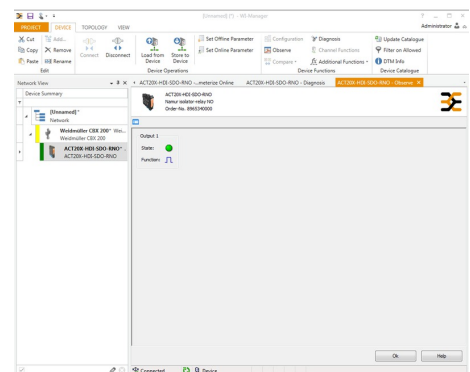 [Unnamed] (*) - WI-Manager
PROJECT DEVICE TOPOLOGY VIEW
Administrator
Cut Add...
Copy Remove
Paste Rename
Connect Disconnect
Load from Device
Store to Device
Set Offline Parameter
Set Online Parameter
Configuration
Observe
Compare
Diagnosis
Channel Functions
Additional Functions
Update Catalogue
Filter on Allowed
DTM Info
Edit Device Operations Device Functions Device Catalogue
Network View
ACT20X-HDI-SDO-RNO -...meterize Online ACT20X-HDI-SDO-RNO - Diagnosis ACT20X-HDI-SDO-RNO - Observe
Device Summary
[Unnamed]*
Network
Weidmüller CBX 200* Wei...
Weidmüller CBX 200
ACT20X-HDI-SDO-RNO*...
ACT20X-HDI-SDO-RNO
ACT20X-HDI-SDO-RNO
Namur isolator-relay NO
Order-No. 8965340000
Output 1
State:
Function:
Ok Help
Connected Device